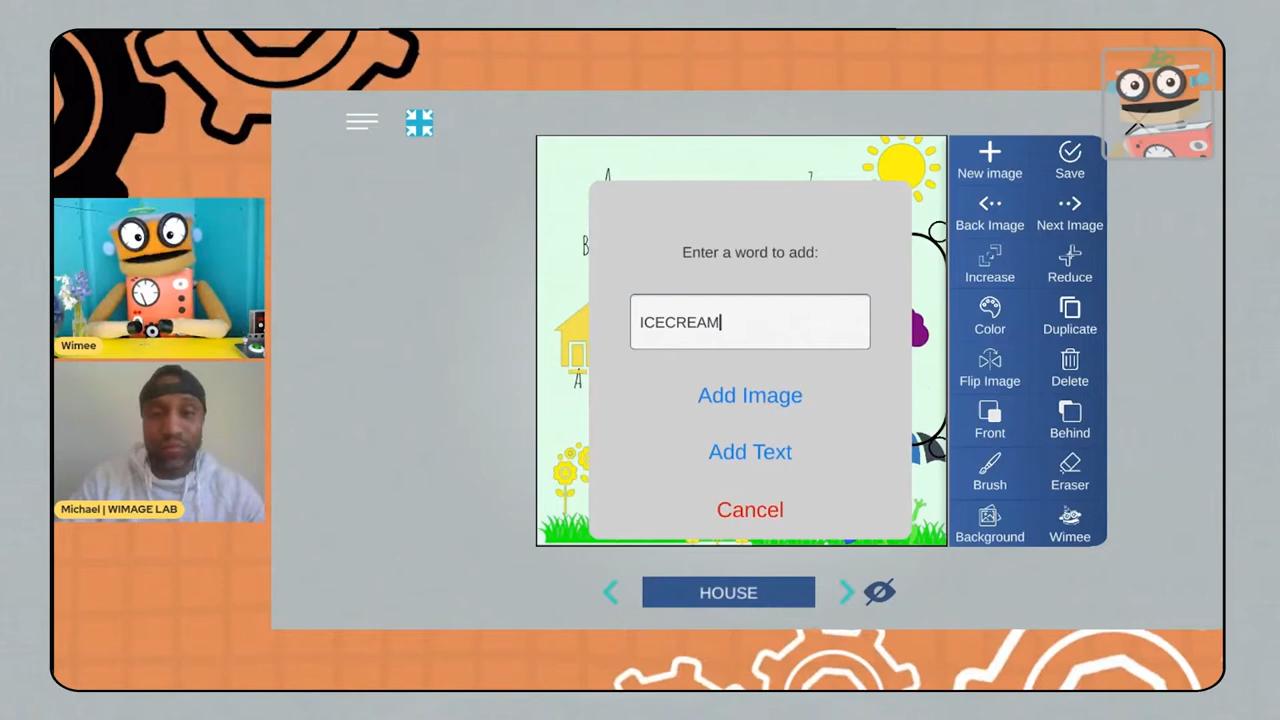 Wimee
Michael | WIMAGE LAB
A
B
A
Enter a word to add:
ICECREAM
Add Image
Add Text
Cancel
New image
Save
Back Image
Next Image
Increase
Reduce
Color
Duplicate
Flip Image
Delete
Front
Behind
Brush
Eraser
Background
Wimee
HOUSE